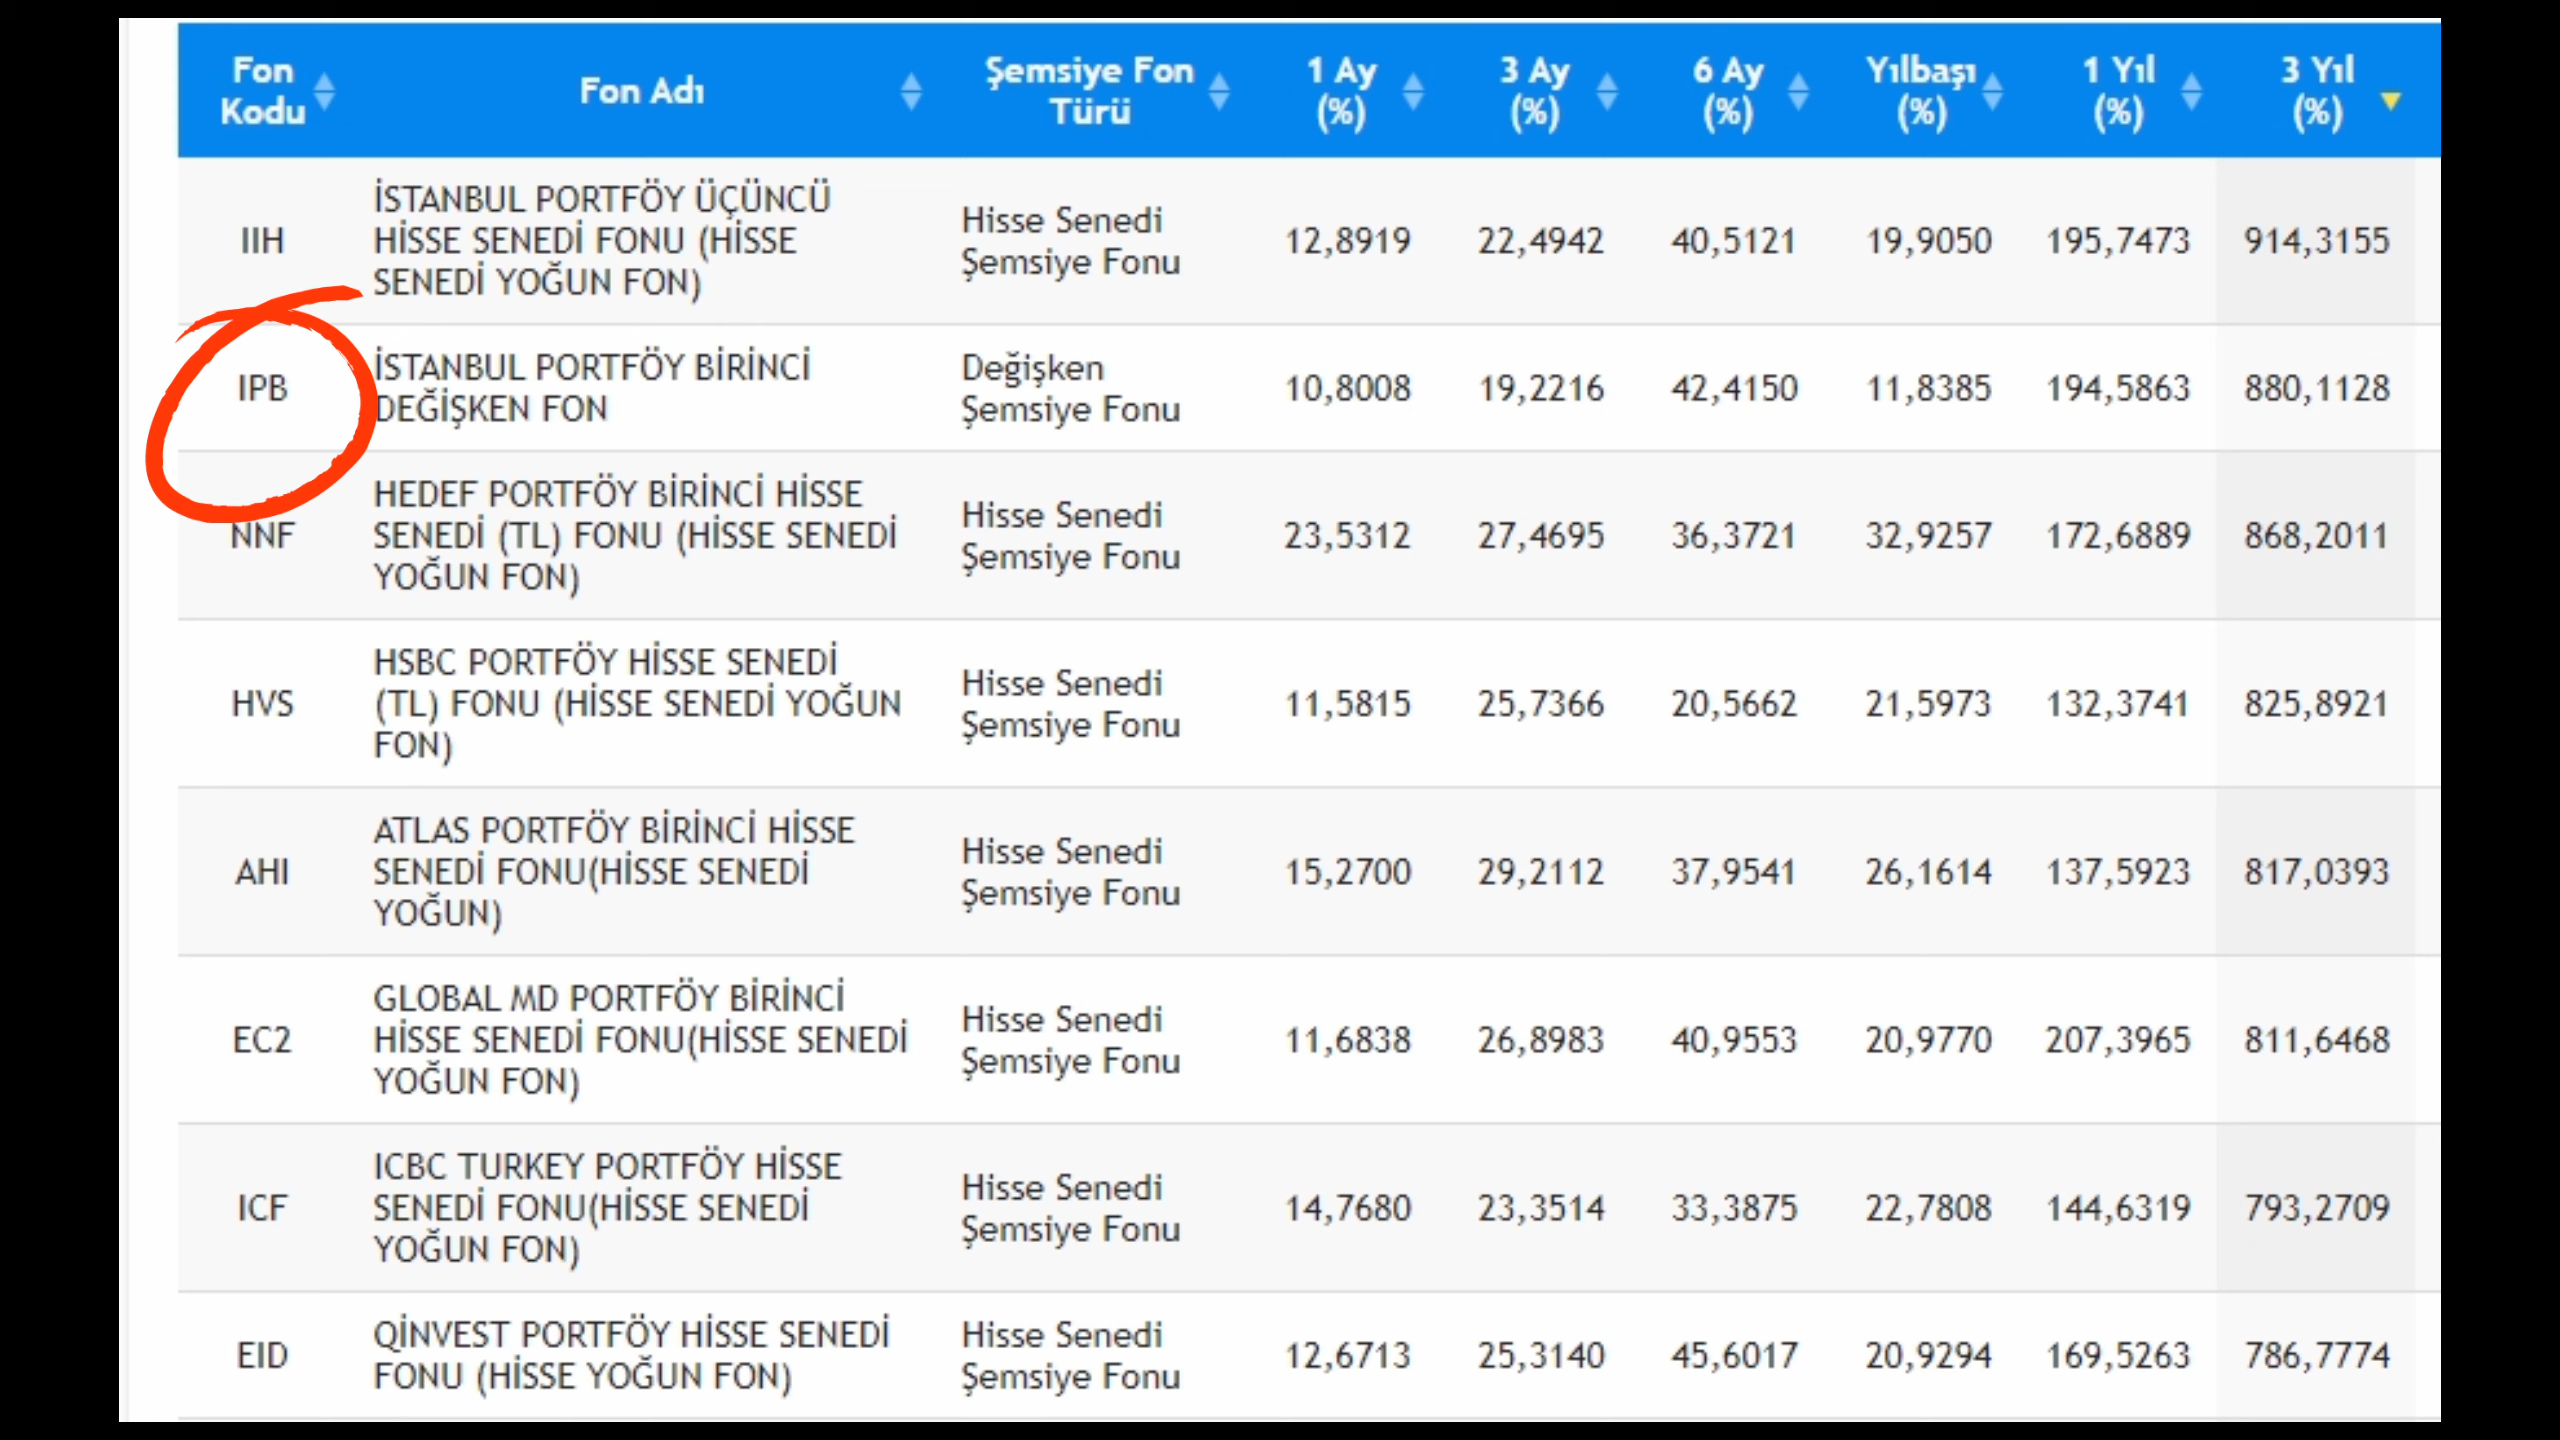 Fon Kodu	Fon Adı	Şemsiye Fon Türü	1 Ay (%)	3 Ay (%)	6 Ay (%)	Yılbaşı (%)	1 Yıl (%)	3 Yıl (%)
IIH	İSTANBUL PORTFÖY ÜÇÜNCÜ HİSSE SENEDİ FONU (HİSSE SENEDİ YOĞUN FON)	Hisse Senedi Şemsiye Fonu	12,8919	22,4942	40,5121	19,9050	195,7473	914,3155
IPB	İSTANBUL PORTFÖY BİRİNCİ DEĞİŞKEN FON	Değişken Şemsiye Fonu	10,8008	19,2216	42,4150	11,8385	194,5863	880,1128
NNF	HEDEF PORTFÖY BİRİNCİ HİSSE SENEDİ (TL) FONU (HİSSE SENEDİ YOĞUN FON)	Hisse Senedi Şemsiye Fonu	23,5312	27,4695	36,3721	32,9257	172,6889	868,2011
HVS	HSBC PORTFÖY HİSSE SENEDİ (TL) FONU (HİSSE SENEDİ YOĞUN FON)	Hisse Senedi Şemsiye Fonu	11,5815	25,7366	20,5662	21,5973	132,3741	825,8921
AHI	ATLAS PORTFÖY BİRİNCİ HİSSE SENEDİ FONU(HİSSE SENEDİ YOĞUN)	Hisse Senedi Şemsiye Fonu	15,2700	29,2112	37,9541	26,1614	137,5923	817,0393
EC2	GLOBAL MD PORTFÖY BİRİNCİ HİSSE SENEDİ FONU(HİSSE SENEDİ YOĞUN FON)	Hisse Senedi Şemsiye Fonu	11,6838	26,8983	40,9553	20,9770	207,3965	811,6468
ICF	ICBC TURKEY PORTFÖY HİSSE SENEDİ FONU(HİSSE SENEDİ YOĞUN FON)	Hisse Senedi Şemsiye Fonu	14,7680	23,3514	33,3875	22,7808	144,6319	793,2709
EID	QİNVEST PORTFÖY HİSSE SENEDİ FONU (HİSSE YOĞUN FON)	Hisse Senedi Şemsiye Fonu	12,6713	25,3140	45,6017	20,9294	169,5263	786,7774